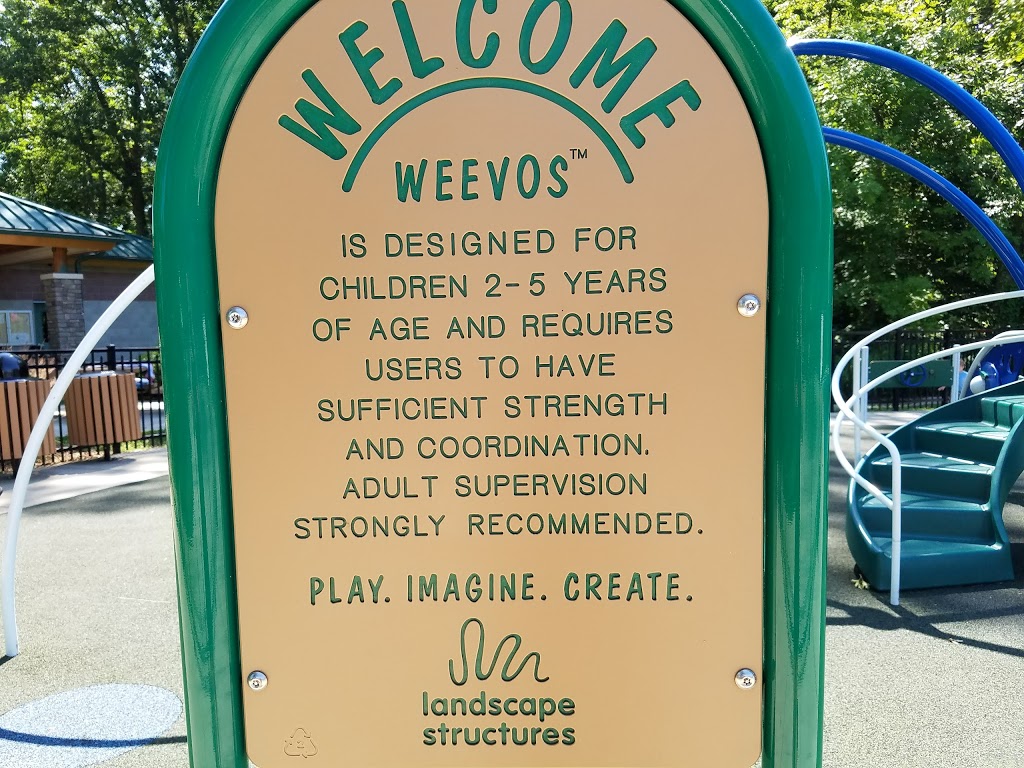 WELCOME
WEEVOS™
IS DESIGNED FOR
CHILDREN 2-5 YEARS
OF AGE AND REQUIRES
USERS TO HAVE
SUFFICIENT STRENGTH
AND COORDINATION.
ADULT SUPERVISION
STRONGLY RECOMMENDED.
PLAY. IMAGINE. CREATE.
landscape
structures
2